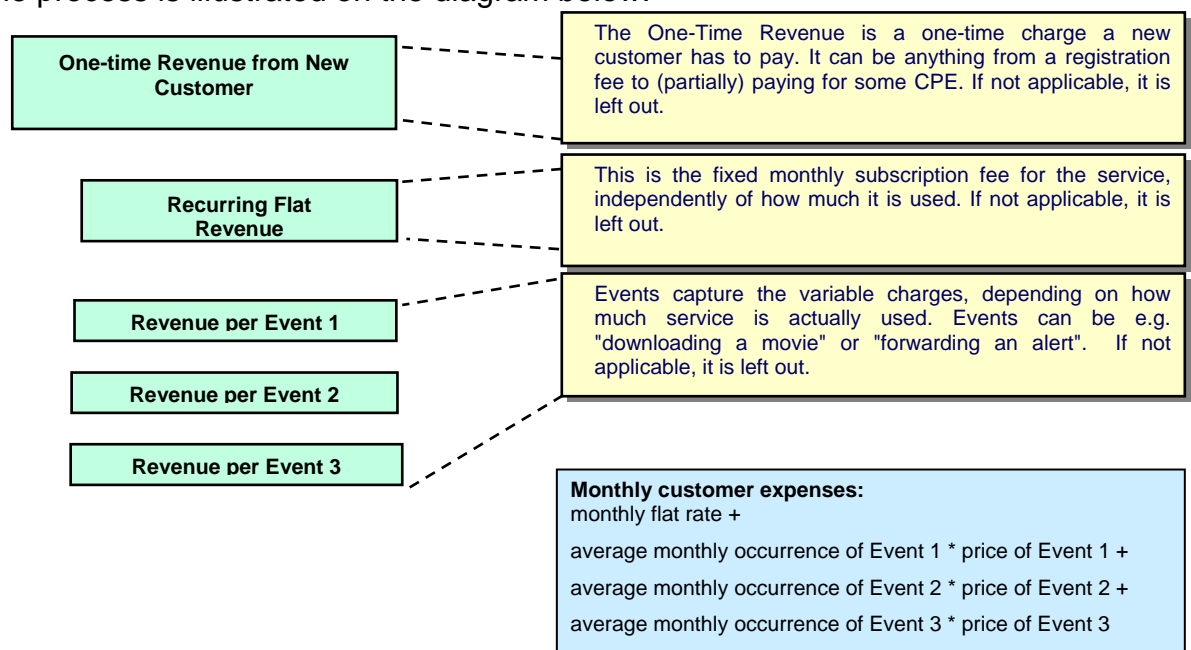 process is illustrated on the diagram below.
One-time Revenue from New
Customer
The One-Time Revenue is a one-time charge a new
customer has to pay. It can be anything from a registration
fee to (partially) paying for some CPE. If not applicable, it is
left out.
Recurring Flat
Revenue
This is the fixed monthly subscription fee for the service,
independently of how much it is used. If not applicable, it is
left out.
Revenue per Event 1
Revenue per Event 2
Revenue per Event 3
Events capture the variable charges, depending on how
much service is actually used. Events can be e.g.
"downloading a movie" or "forwarding an alert". If not
applicable, it is left out.
Monthly customer expenses:
monthly flat rate +
average monthly occurrence of Event 1 * price of Event 1 +
average monthly occurrence of Event 2 * price of Event 2 +
average monthly occurrence of Event 3 * price of Event 3